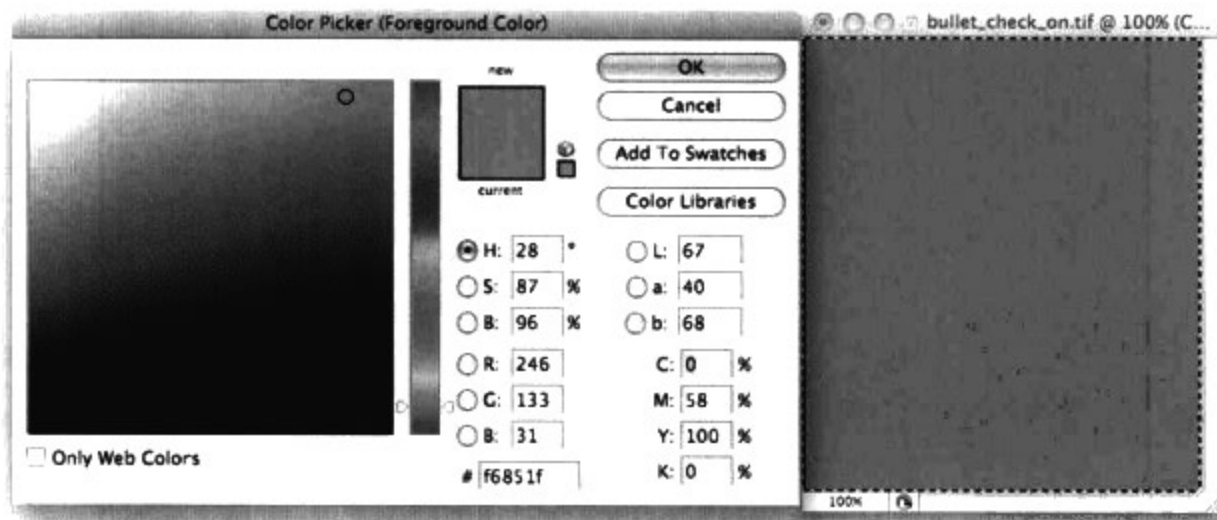 Color Picker (Foreground Color)
bullet_check_on.tif @ 100% (C...
new
current
OK
Cancel
Add To Swatches
Color Libraries
H: 28 °
S: 87 %
B: 96 %
R: 246
G: 133
B: 31
# f6851f
L: 67
a: 40
b: 68
C: 0 %
M: 58 %
Y: 100 %
K: 0 %
Only Web Colors
100%